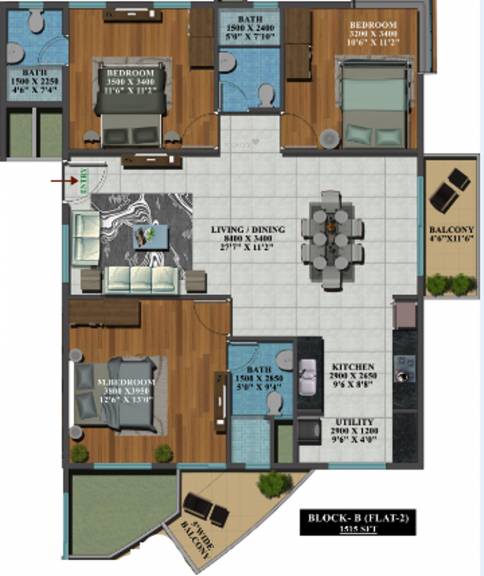 BATH
1500 X 2250
4'6" X 7'4"
BEDROOM
3500 X 3400
11'6" X 11'2"
BATH
1500 X 2400
5'0" X 7'10"
BEDROOM
3200 X 3400
10'6" X 11'2"
ENTRY
LIVING / DINING
8400 X 3400
27'7" X 11'2"
BALCONY
4'6"X11'6"
M.BEDROOM
3800 X3950
12'6" X 13'0"
BATH
1500 X 2850
5'0" X 9'4"
KITCHEN
2900 X 2650
9'6 X 8'8"
UTILITY
2900 X 1200
9'6" X 4'0"
5'WIDE
BALCONY
BLOCK- B (FLAT-2)
1515 SFT